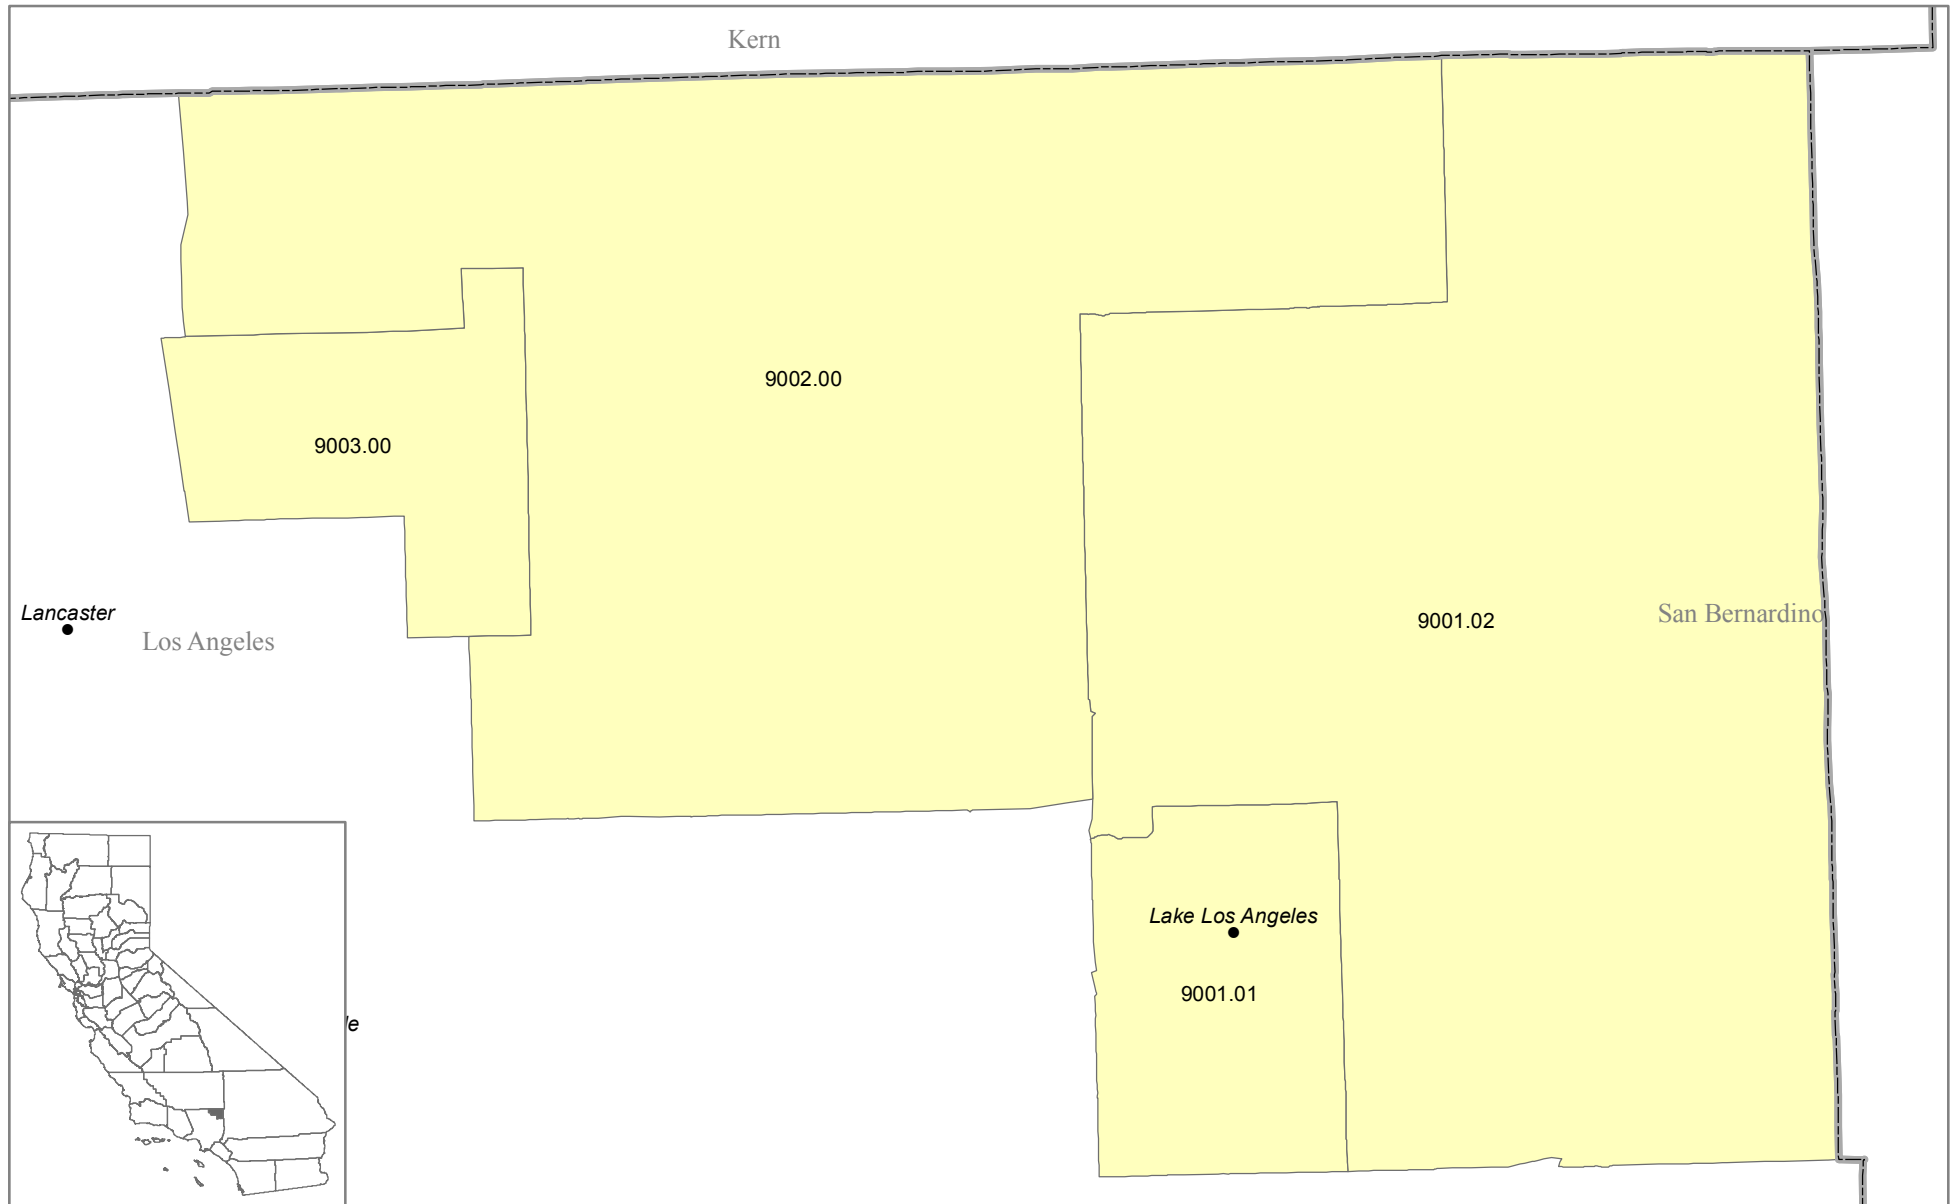 Kern
9002.00
9003.00
Lancaster
Los Angeles
9001.02
San Bernardino
Lake Los Angeles
9001.01